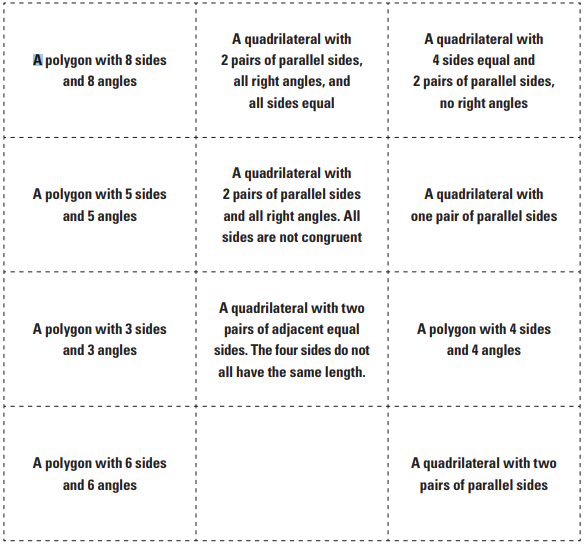 A polygon with 8 sides
and 8 angles
A quadrilateral with
2 pairs of parallel sides,
all right angles, and
all sides equal
A quadrilateral with
4 sides equal and
2 pairs of parallel sides,
no right angles
A polygon with 5 sides
and 5 angles
A quadrilateral with
2 pairs of parallel sides
and all right angles. All
sides are not congruent
A quadrilateral with
one pair of parallel sides
A polygon with 3 sides
and 3 angles
A quadrilateral with two
pairs of adjacent equal
sides. The four sides do not
all have the same length.
A polygon with 4 sides
and 4 angles
A polygon with 6 sides
and 6 angles
A quadrilateral with two
pairs of parallel sides